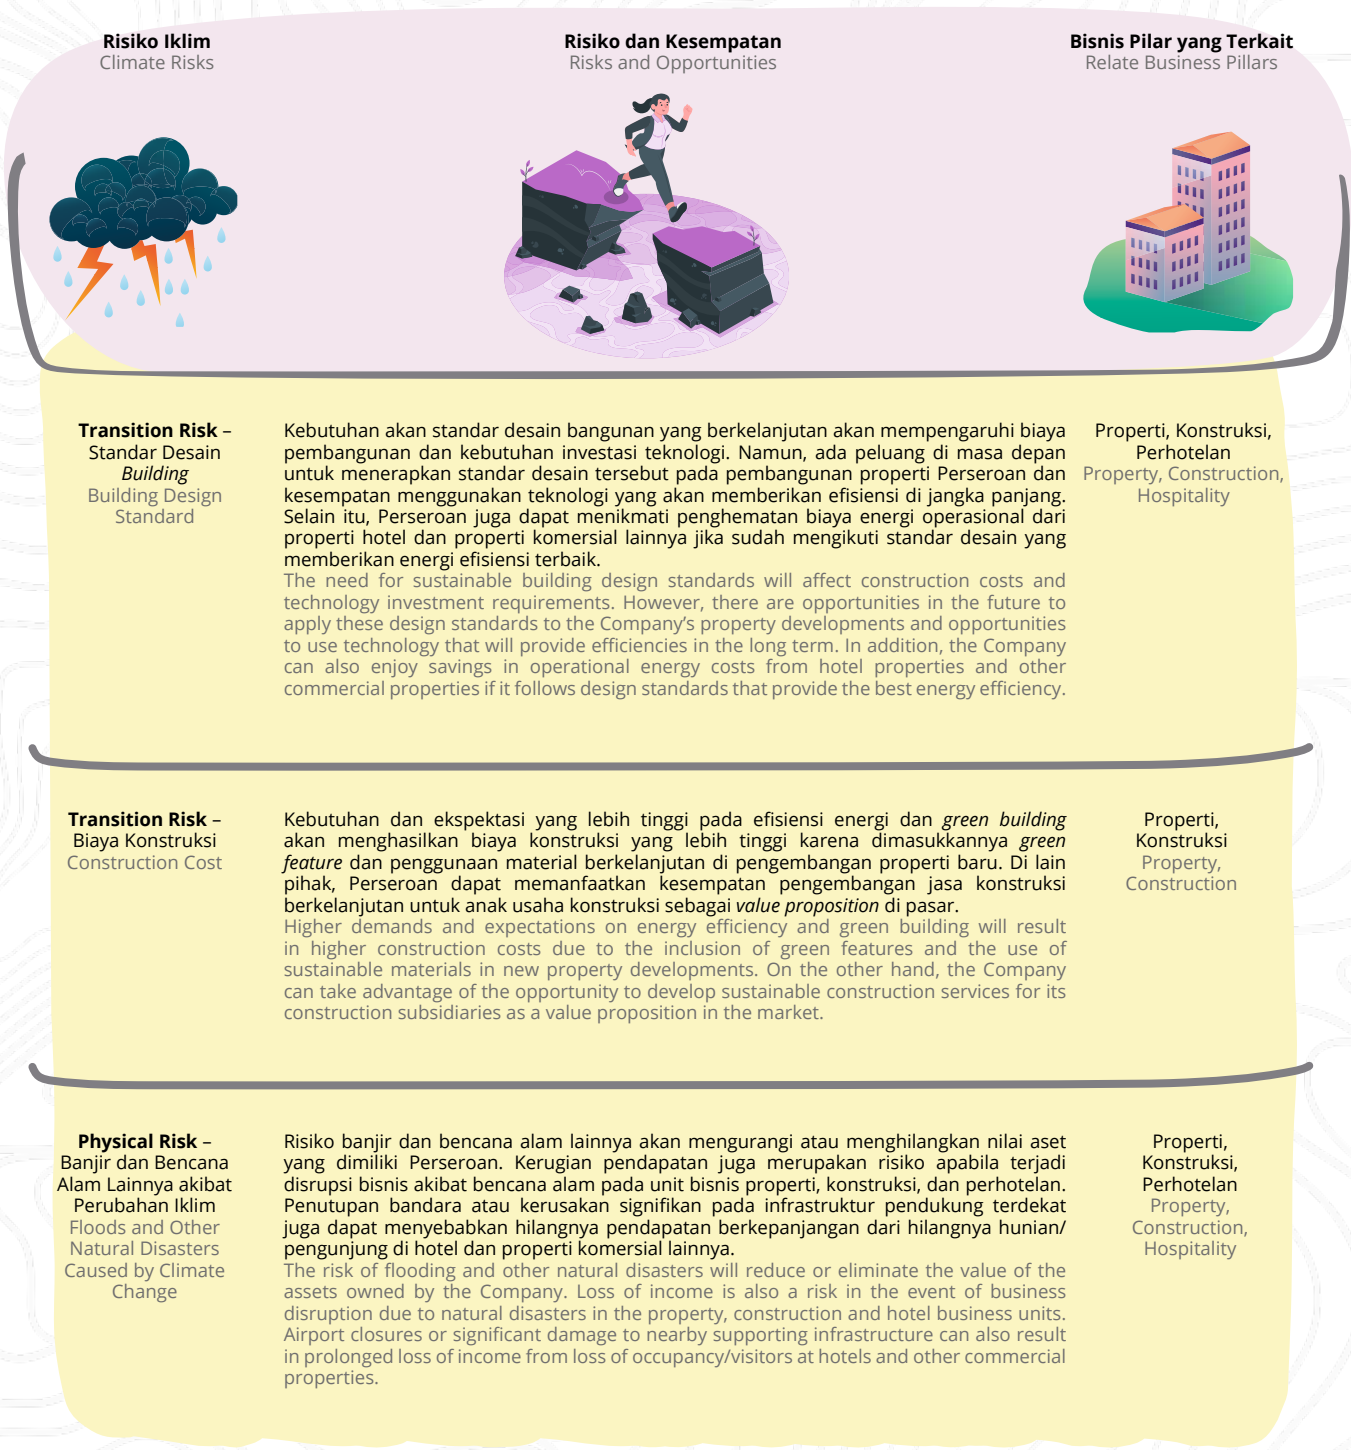 Risiko Iklim
Climate Risks
Risiko dan Kesempatan
Risks and Opportunities
Bisnis Pilar yang Terkait
Relate Business Pillars
Transition Risk –
Standar Desain
Building
Building Design
Standard
Kebutuhan akan standar desain bangunan yang berkelanjutan akan mempengaruhi biaya
pembangunan dan kebutuhan investasi teknologi. Namun, ada peluang di masa depan
untuk menerapkan standar desain tersebut pada pembangunan properti Perseroan dan
kesempatan menggunakan teknologi yang akan memberikan efisiensi di jangka panjang.
Selain itu, Perseroan juga dapat menikmati penghematan biaya energi operasional dari
properti hotel dan properti komersial lainnya jika sudah mengikuti standar desain yang
memberikan energi efisiensi terbaik.
The need for sustainable building design standards will affect construction costs and
technology investment requirements. However, there are opportunities in the future to
apply these design standards to the Company's property developments and opportunities
to use technology that will provide efficiencies in the long term. In addition, the Company
can also enjoy savings in operational energy costs from hotel properties and other
commercial properties if it follows design standards that provide the best energy efficiency.
Properti, Konstruksi,
Perhotelan
Property, Construction,
Hospitality
Transition Risk –
Biaya Konstruksi
Construction Cost
Kebutuhan dan ekspektasi yang lebih tinggi pada efisiensi energi dan green building
akan menghasilkan biaya konstruksi yang lebih tinggi karena dimasukkannya green
feature dan penggunaan material berkelanjutan di pengembangan properti baru. Di lain
pihak, Perseroan dapat memanfaatkan kesempatan pengembangan jasa konstruksi
berkelanjutan untuk anak usaha konstruksi sebagai value proposition di pasar.
Higher demands and expectations on energy efficiency and green building will result
in higher construction costs due to the inclusion of green features and the use of
sustainable materials in new property developments. On the other hand, the Company
can take advantage of the opportunity to develop sustainable construction services for its
construction subsidiaries as a value proposition in the market.
Properti,
Konstruksi
Property,
Construction
Physical Risk –
Banjir dan Bencana
Alam Lainnya akibat
Perubahan Iklim
Floods and Other
Natural Disasters
Caused by Climate
Change
Risiko banjir dan bencana alam lainnya akan mengurangi atau menghilangkan nilai aset
yang dimiliki Perseroan. Kerugian pendapatan juga merupakan risiko apabila terjadi
disrupsi bisnis akibat bencana alam pada unit bisnis properti, konstruksi, dan perhotelan.
Penutupan bandara atau kerusakan signifikan pada infrastruktur pendukung terdekat
juga dapat menyebabkan hilangnya pendapatan berkepanjangan dari hilangnya hunian/
pengunjung di hotel dan properti komersial lainnya.
The risk of flooding and other natural disasters will reduce or eliminate the value of the
assets owned by the Company. Loss of income is also a risk in the event of business
disruption due to natural disasters in the property, construction and hotel business units.
Airport closures or significant damage to nearby supporting infrastructure can also result
in prolonged loss of income from loss of occupancy/visitors at hotels and other commercial
properties.
Properti,
Konstruksi,
Perhotelan
Property,
Construction,
Hospitality